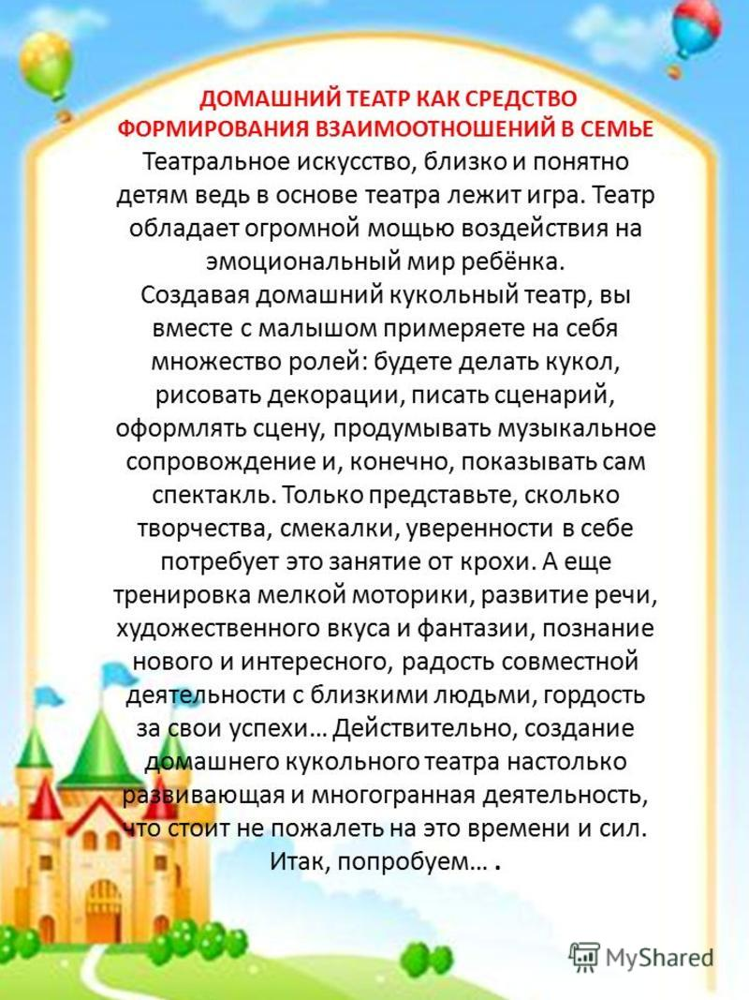 ДОМАШНИЙ ТЕАТР КАК СРЕДСТВО
ФОРМИРОВАНИЯ ВЗАИМООТНОШЕНИЙ В СЕМЬЕ
Театральное искусство, близко и понятно
детям ведь в основе театра лежит игра. Театр
обладает огромной мощью воздействия на
эмоциональный мир ребёнка.
Создавая домашний кукольный театр, вы
вместе с малышом примеряете на себя
множество ролей: будете делать кукол,
рисовать декорации, писать сценарий,
оформлять сцену, продумывать музыкальное
сопровождение и, конечно, показывать сам
спектакль. Только представьте, сколько
творчества, смекалки, уверенности в себе
потребует это занятие от крохи. А еще
тренировка мелкой моторики, развитие речи,
художественного вкуса и фантазии, познание
нового и интересного, радость совместной
деятельности с близкими людьми, гордость
за свои успехи… Действительно, создание
домашнего кукольного театра настолько
развивающая и многогранная деятельность,
что стоит не пожалеть на это времени и сил.
Итак, попробуем… .
MyShared